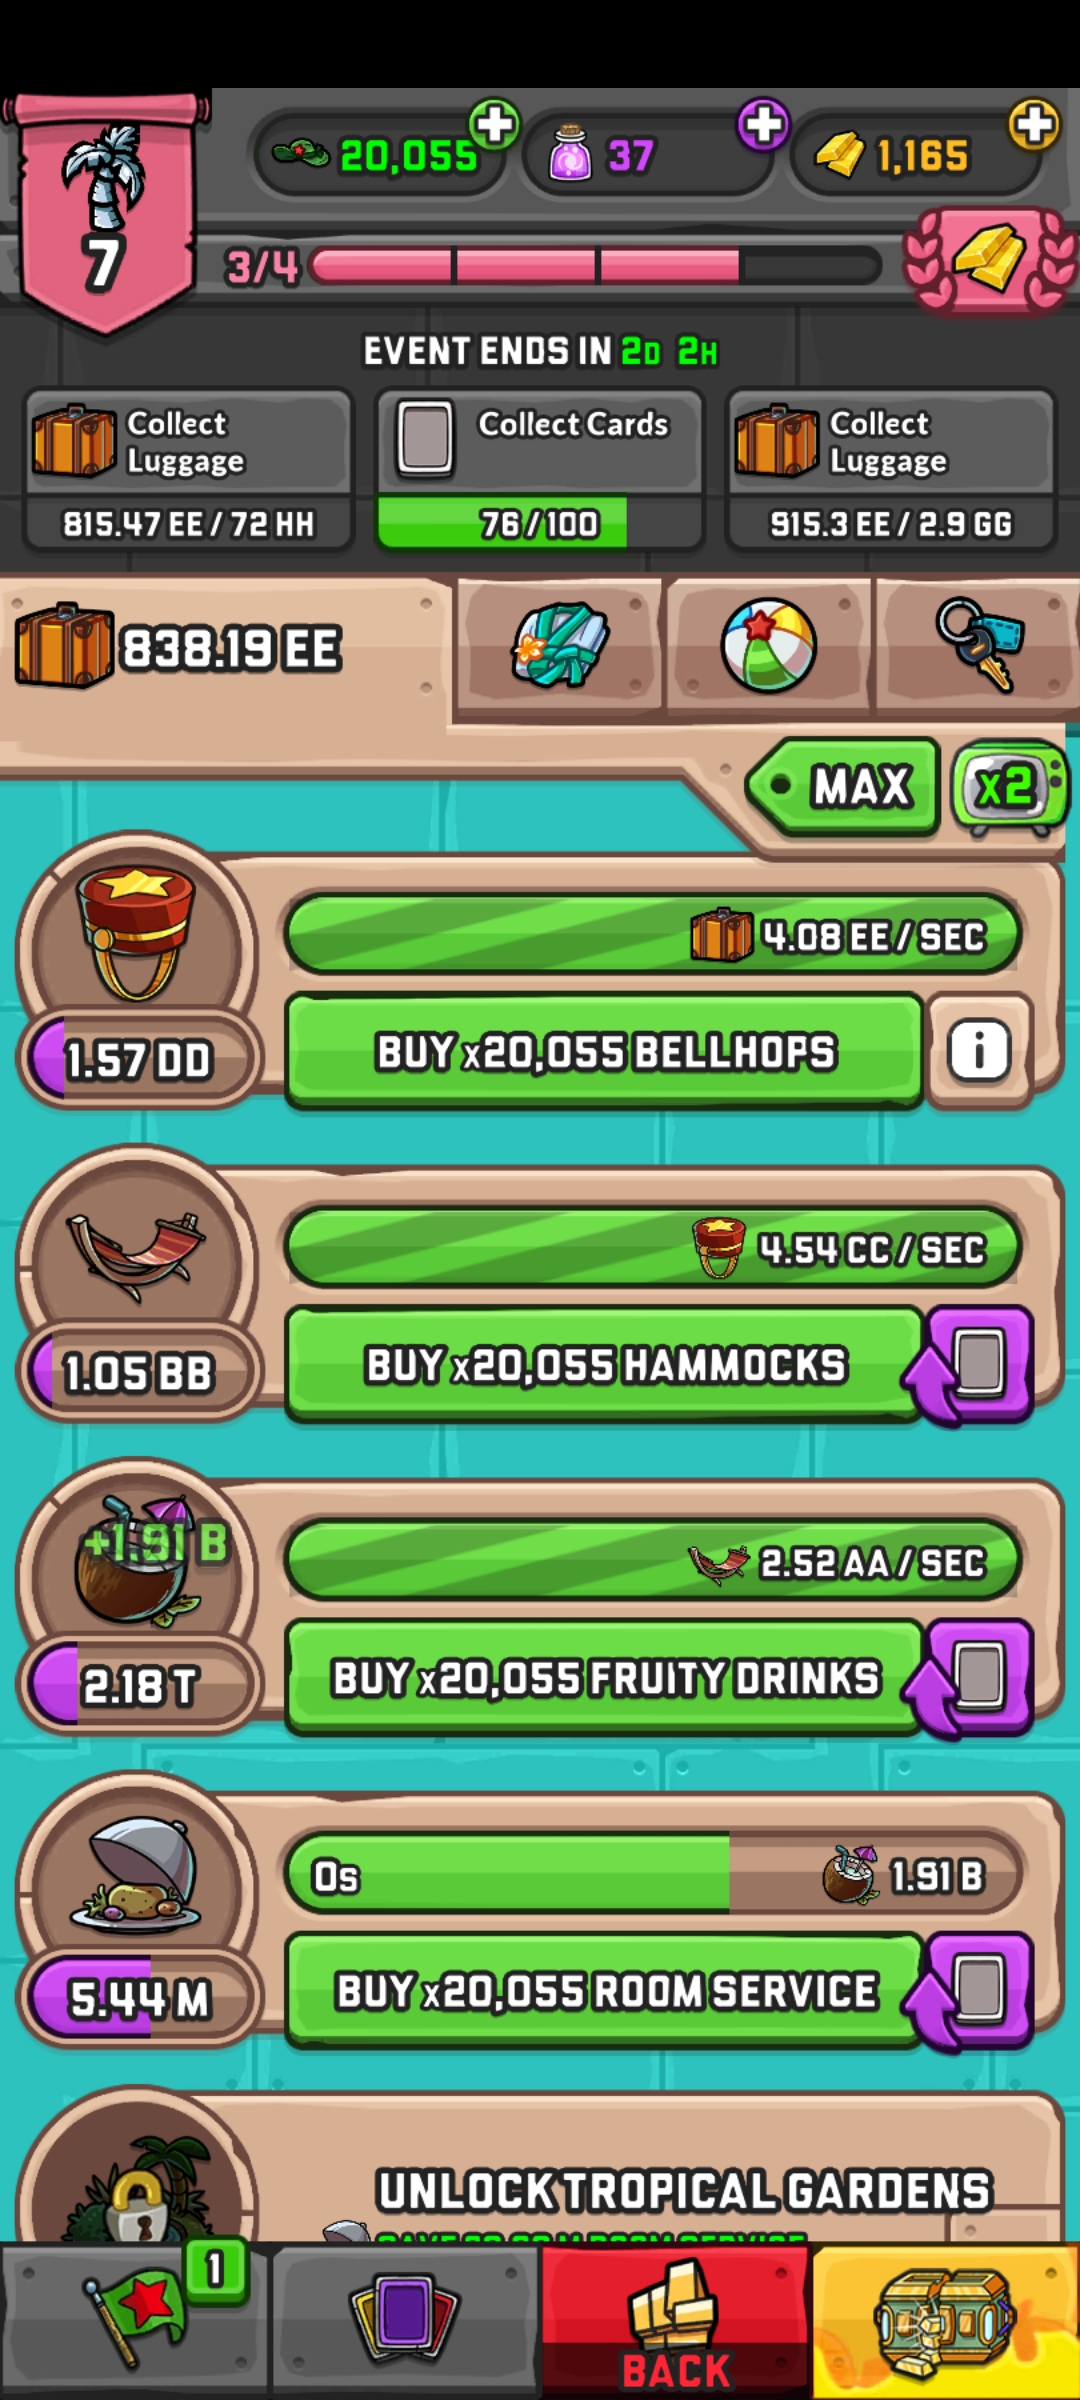 20,055
37
1,165
7
3/4
EVENT ENDS IN 2D 2H
Collect
Luggage
815.47 EE / 72 HH
Collect Cards
76/100
Collect
Luggage
915.3 EE / 2.9 GG
838.19 EE
MAX
x2
4.08 EE / SEC
1.57 DD
BUY x20,055 BELLHOPS
i
4.54 CC / SEC
1.05 BB
BUY x20,055 HAMMOCKS
+1.91 B
2.52 AA / SEC
2.18 T
BUY x20,055 FRUITY DRINKS
0s
1.91 B
5.44 M
BUY x20,055 ROOM SERVICE
UNLOCK TROPICAL GARDENS
ROOM SERVICE
1
BACK